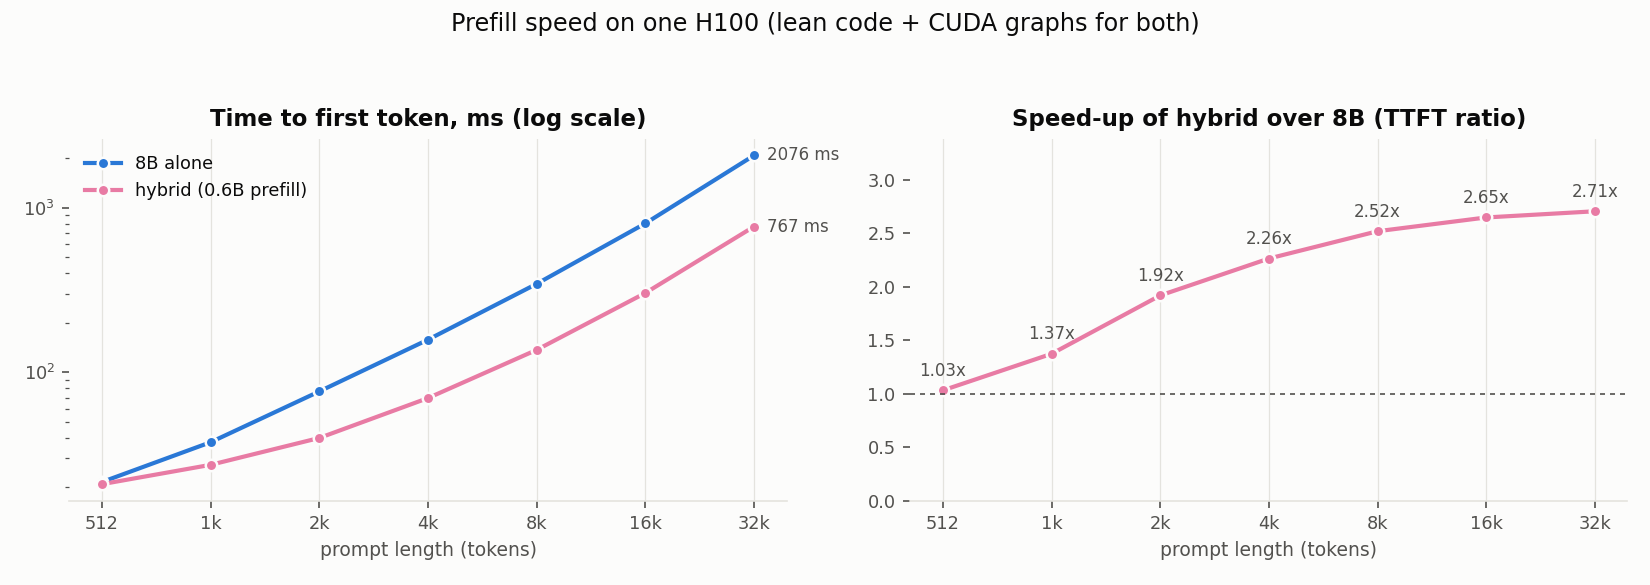 Prefill speed on one H100 (lean code + CUDA graphs for both)
Time to first token, ms (log scale)
8B alone
hybrid (0.6B prefill)
2076 ms
767 ms
10³
10²
512 1k 2k 4k 8k 16k 32k
prompt length (tokens)
Speed-up of hybrid over 8B (TTFT ratio)
3.0
2.5
2.0
1.5
1.0
0.5
0.0
1.03x
1.37x
1.92x
2.26x
2.52x
2.65x
2.71x
512 1k 2k 4k 8k 16k 32k
prompt length (tokens)